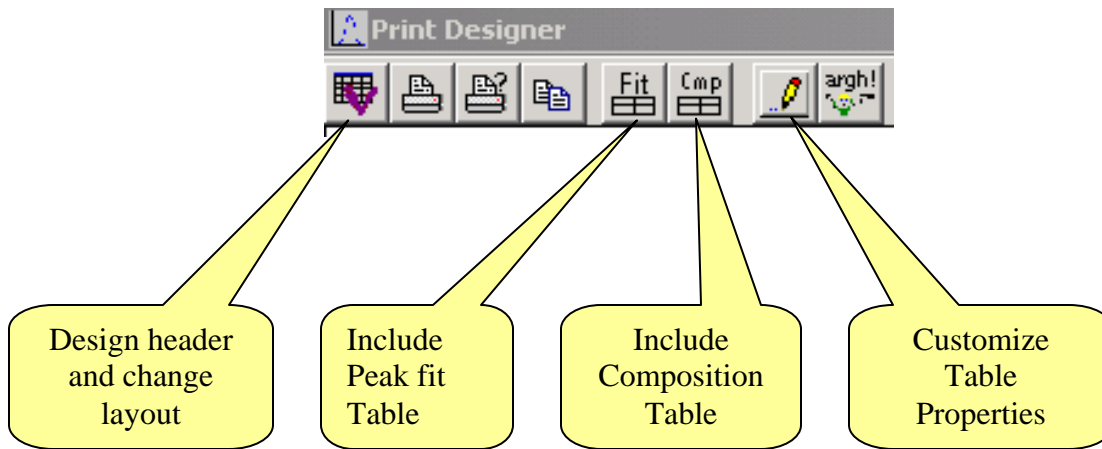 Print Designer
? Fit Cmp argh!
Design header
and change
layout
Include
Peak fit
Table
Include
Composition
Table
Customize
Table
Properties